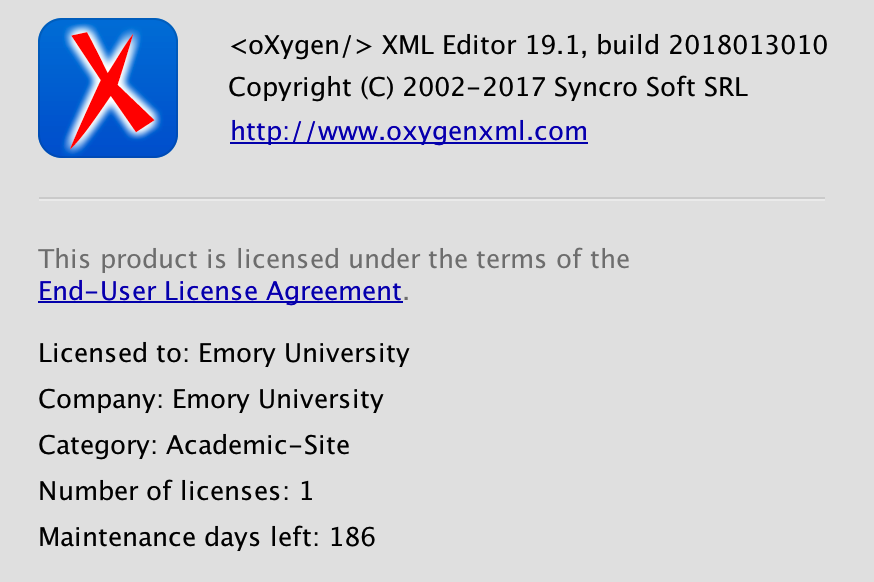 <oXygen/> XML Editor 19.1, build 2018013010
Copyright (C) 2002-2017 Syncro Soft SRL
http://www.oxygenxml.com
This product is licensed under the terms of the
End-User License Agreement.
Licensed to: Emory University
Company: Emory University
Category: Academic-Site
Number of licenses: 1
Maintenance days left: 186